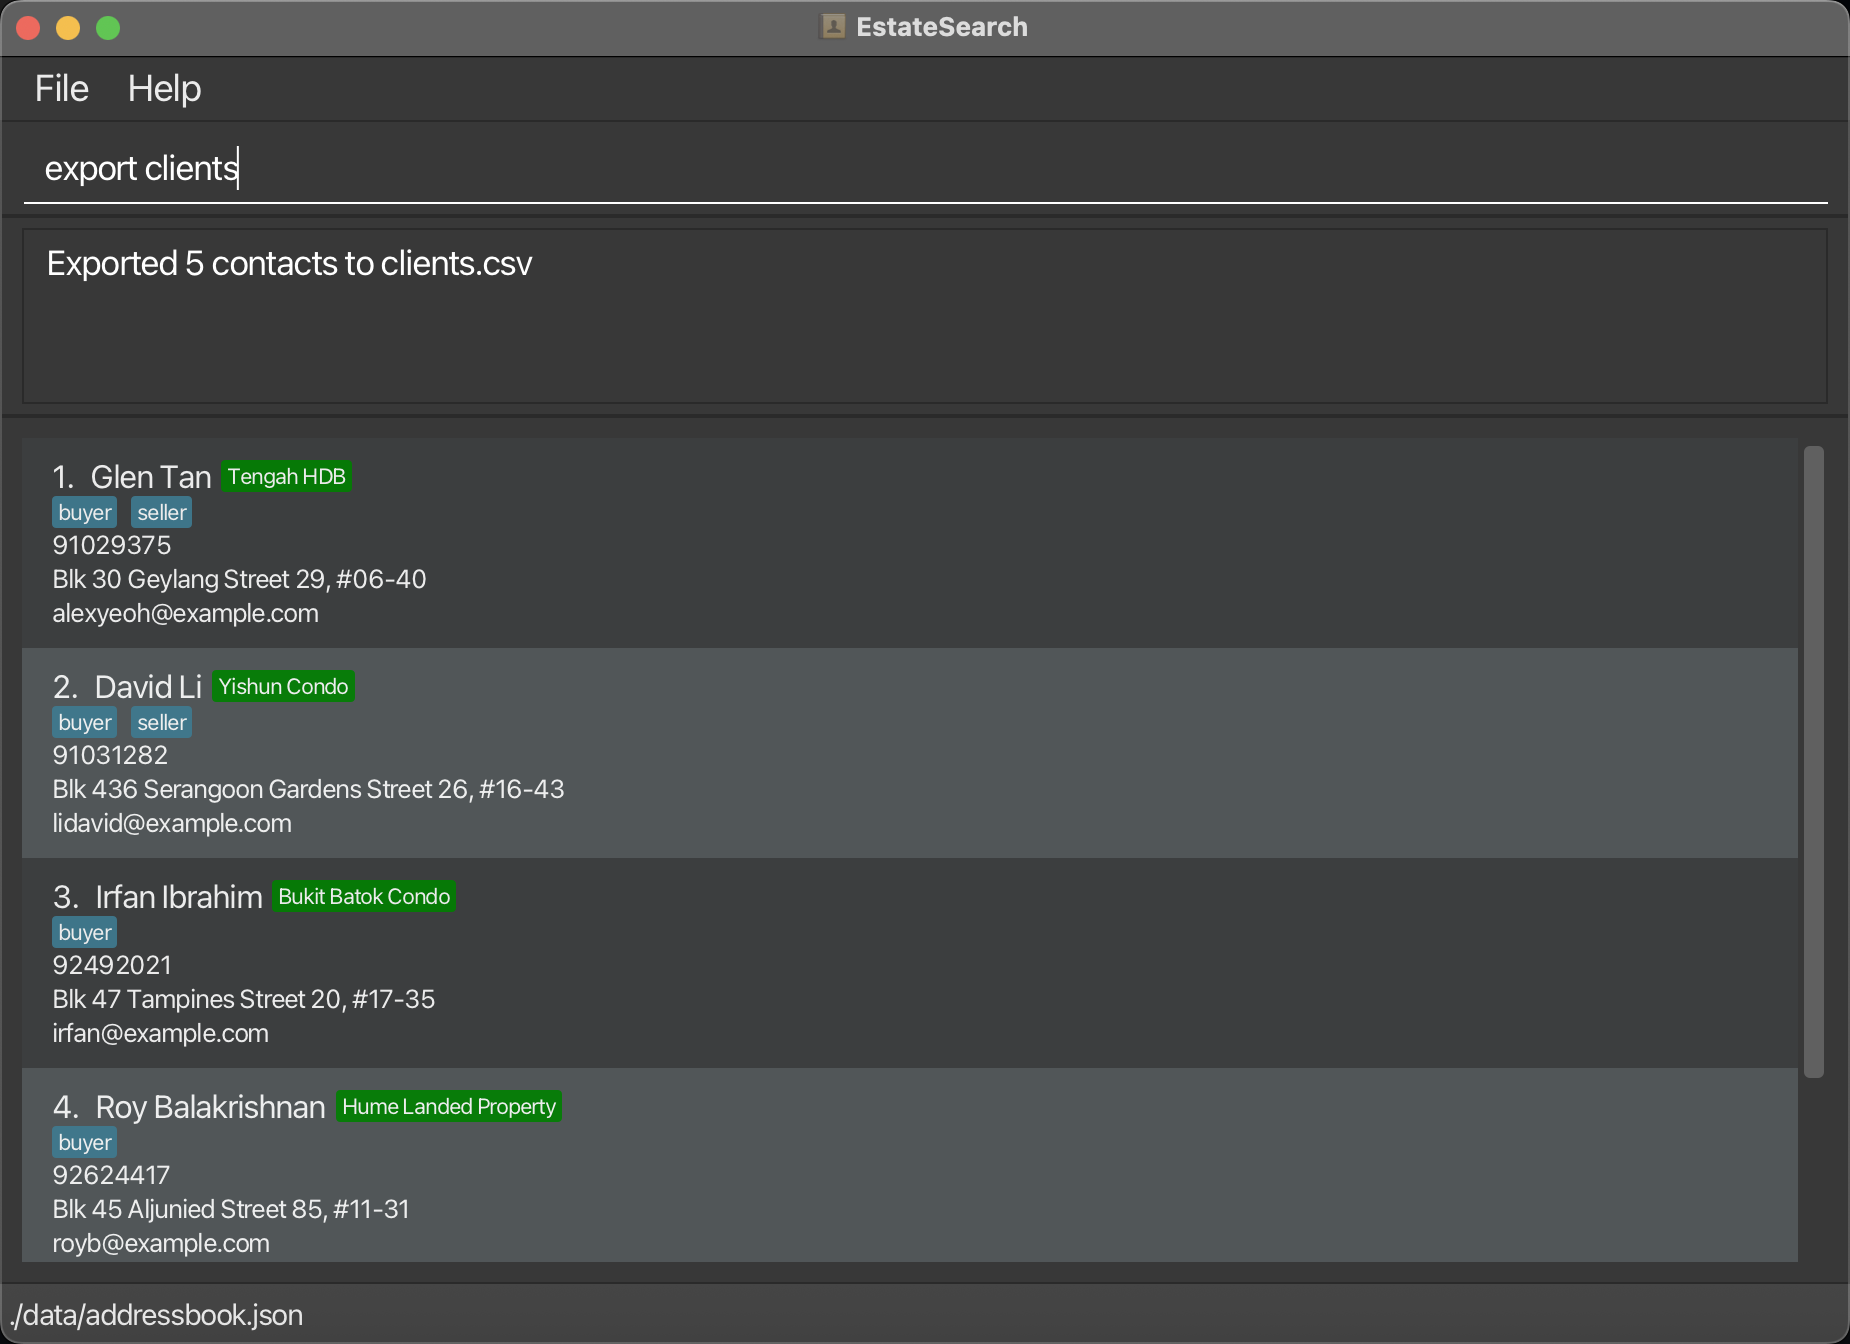 EstateSearch
File Help
export clients
Exported 5 contacts to clients.csv
1. Glen Tan Tengah HDB
buyer seller
91029375
Blk 30 Geylang Street 29, #06-40
alexyeoh@example.com
2. David Li Yishun Condo
buyer seller
91031282
Blk 436 Serangoon Gardens Street 26, #16-43
lidavid@example.com
3. Irfan Ibrahim Bukit Batok Condo
buyer
92492021
Blk 47 Tampines Street 20, #17-35
irfan@example.com
4. Roy Balakrishnan Hume Landed Property
buyer
92624417
Blk 45 Aljunied Street 85, #11-31
royb@example.com
./data/addressbook.json